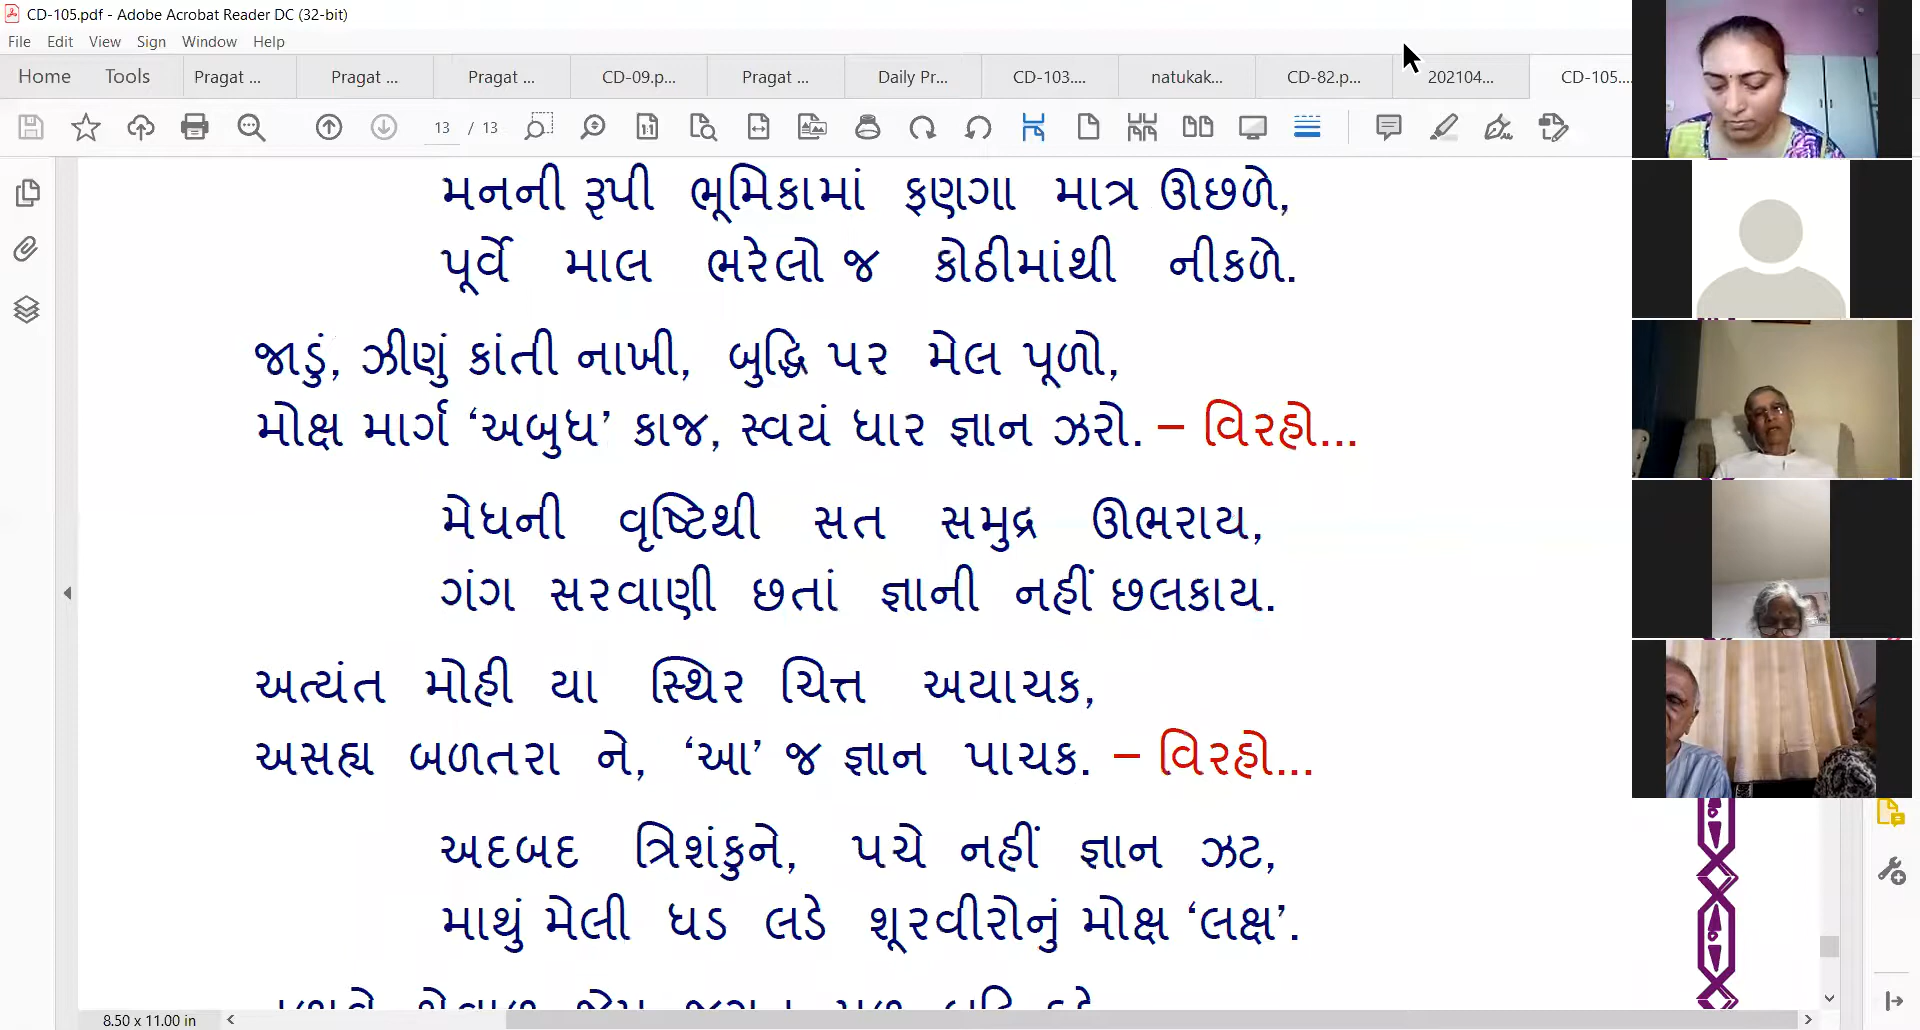 CD-105.pdf - Adobe Acrobat Reader DC (32-bit)
File Edit View Sign Window Help
Home Tools Pragat ... Pragat ... Pragat ... CD-09.p... Pragat ... Daily Pr... CD-103.... natukak... CD-82.p... 202104... CD-105....
13 / 13
મનની રૂપી ભૂમિકામાં ફણગા માત્ર ઊછળે,
પૂર્વે માલ ભરેલો જ કોઠીમાંથી નીકળે.
જાડું, ઝીણું કાંતી નાખી, બુદ્ધિ પર મેલ પૂળો,
મોક્ષ માર્ગ ‘અબુધ’ કાજ, સ્વયં ધાર જ્ઞાન ઝરો. – વિરહો...
મેઘની વૃષ્ટિથી સત સમુદ્ર ઊભરાય,
ગંગ સરવાણી છતાં જ્ઞાની નહીં છલકાય.
અત્યંત મોહી યા સ્થિર ચિત્ત અયાચક,
અસહ્ય બળતરા ને, ‘આ’ જ જ્ઞાન પાચક. – વિરહો...
અદબદ ત્રિશંકુને, પચે નહીં જ્ઞાન ઝટ,
માથું મેલી ધડ લડે શૂરવીરોનું મોક્ષ ‘લક્ષ’.
8.50 x 11.00 in